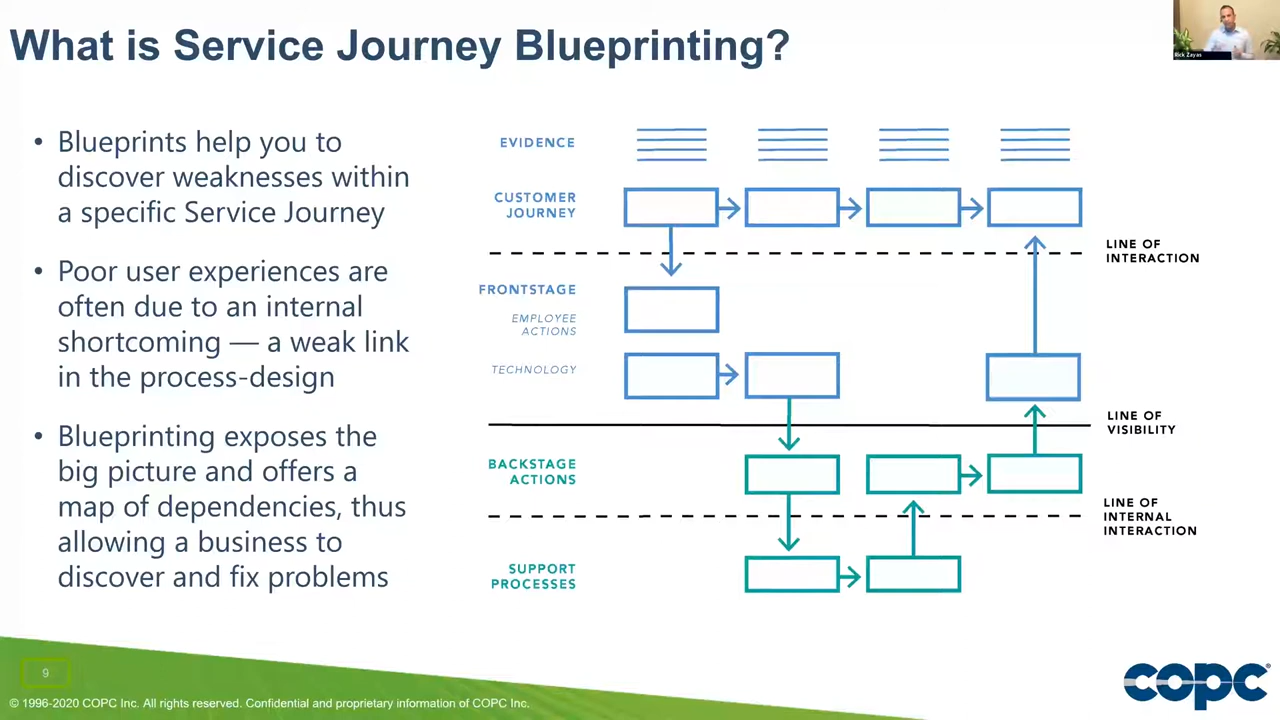 What is Service Journey Blueprinting?
Rick Zayas
• Blueprints help you to
discover weaknesses within
a specific Service Journey
• Poor user experiences are
often due to an internal
shortcoming — a weak link
in the process-design
• Blueprinting exposes the
big picture and offers a
map of dependencies, thus
allowing a business to
discover and fix problems
EVIDENCE
CUSTOMER
JOURNEY
LINE OF
INTERACTION
FRONTSTAGE
EMPLOYEE
ACTIONS
TECHNOLOGY
LINE OF
VISIBILITY
BACKSTAGE
ACTIONS
LINE OF
INTERNAL
INTERACTION
SUPPORT
PROCESSES
9
© 1996-2020 COPC Inc. All rights reserved. Confidential and proprietary information of COPC Inc.
copc®